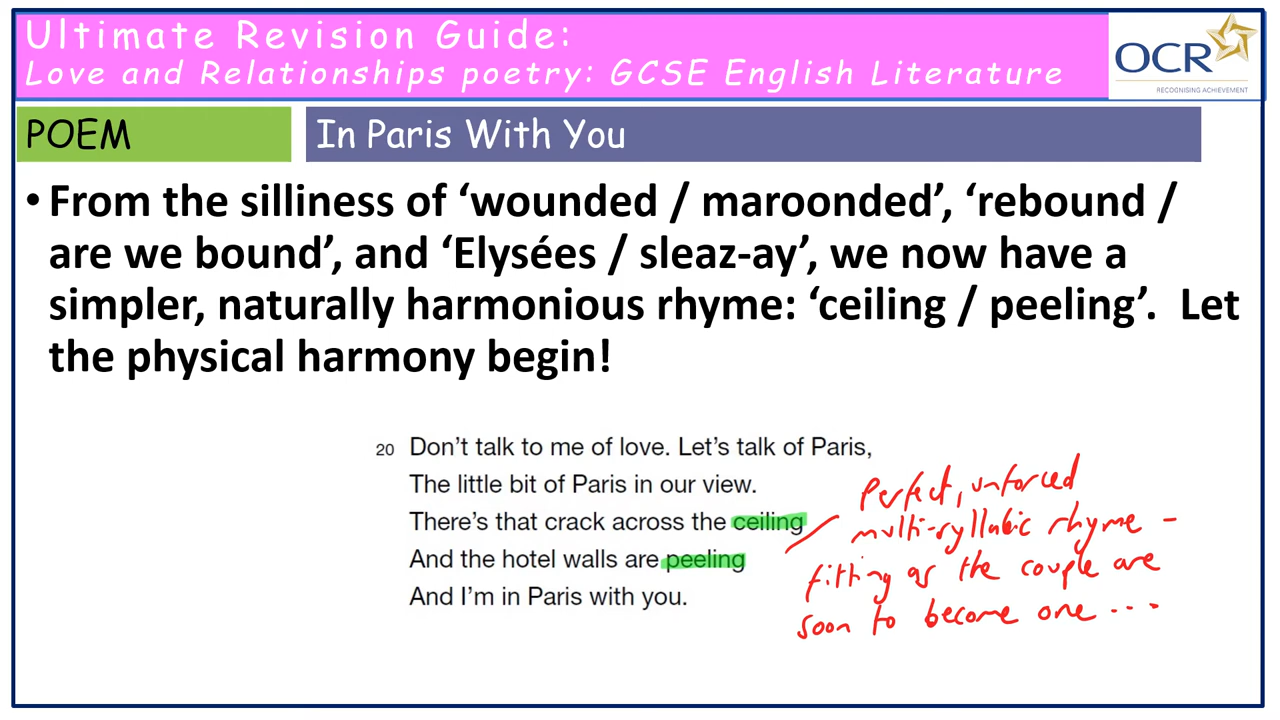 Ultimate Revision Guide:
Love and Relationships poetry: GCSE English Literature
OCR
RECOGNISING ACHIEVEMENT
POEM
In Paris With You
• From the silliness of ‘wounded / maroonded’, ‘rebound /
are we bound’, and ‘Elysées / sleaz-ay’, we now have a
simpler, naturally harmonious rhyme: ‘ceiling / peeling’. Let
the physical harmony begin!
20 Don’t talk to me of love. Let’s talk of Paris,
The little bit of Paris in our view.
There’s that crack across the ceiling
And the hotel walls are peeling
And I’m in Paris with you.
Perfect, unforced
multi-syllabic rhyme -
fitting as the couple are
soon to become one ....